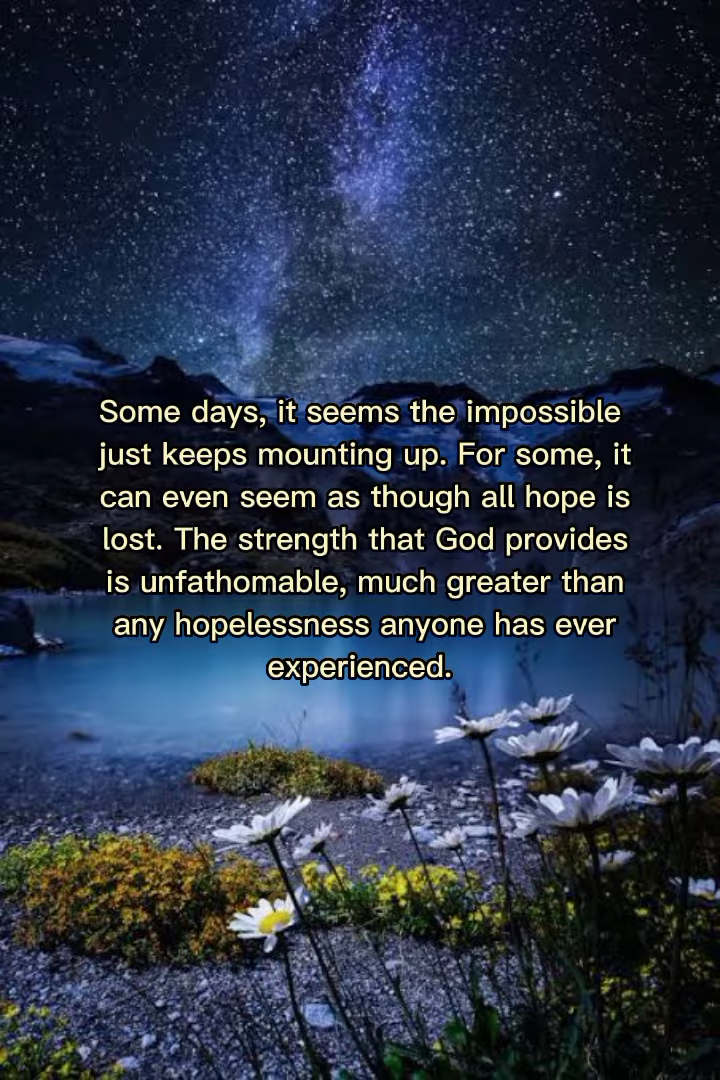 Some days, it seems the impossible
just keeps mounting up. For some, it
can even seem as though all hope is
lost. The strength that God provides
is unfathomable, much greater than
any hopelessness anyone has ever
experienced.